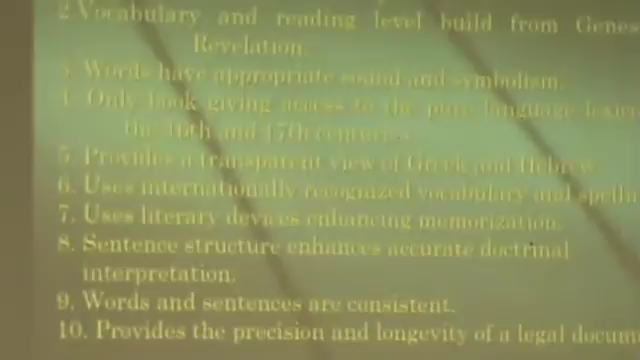 2. Vocabulary and reading level build from Genes
Revelation.
3. Words have appropriate sound and symbolism.
4. Only book giving access to the pure language lexic
the 16th and 17th centuries.
5. Provides a transparent view of Greek and Hebrew.
6. Uses internationally recognized vocabulary and spelli
7. Uses literary devices enhancing memorization.
8. Sentence structure enhances accurate doctrinal
interpretation.
9. Words and sentences are consistent.
10. Provides the precision and longevity of a legal docum